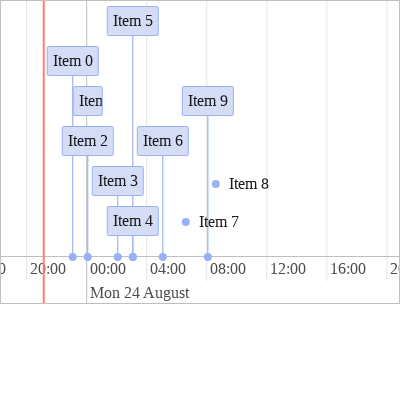 Item 5
Item 0
Item 9
Item 2
Item 6
Item 3
Item 8
Item 4
Item 7
20:00
00:00
04:00
08:00
12:00
16:00
Mon 24 August